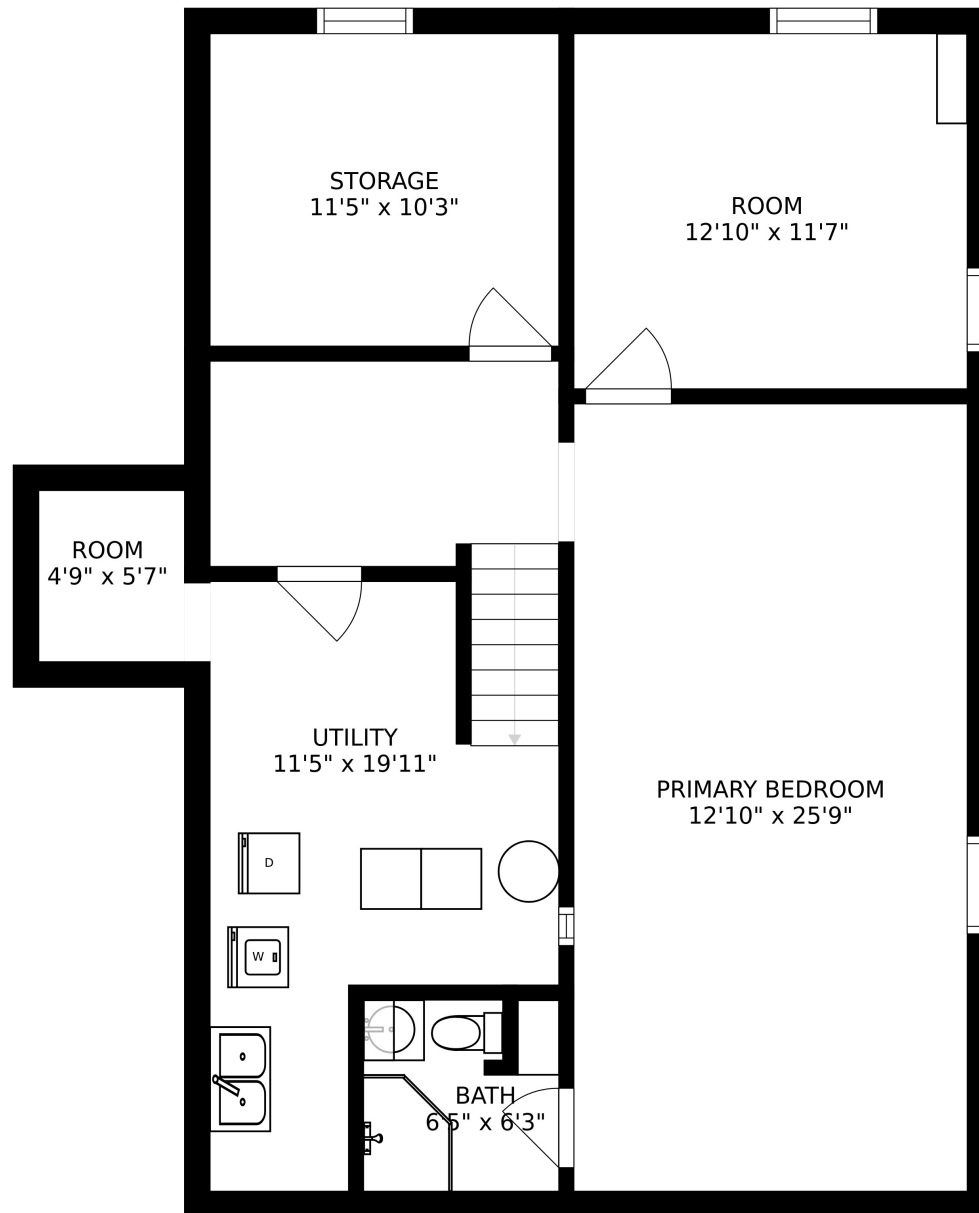 STORAGE
11'5" x 10'3"
ROOM
12'10" x 11'7"
ROOM
4'9" x 5'7"
UTILITY
11'5" x 19'11"
PRIMARY BEDROOM
12'10" x 25'9"
D
W
BATH
6'5" x 6'3"